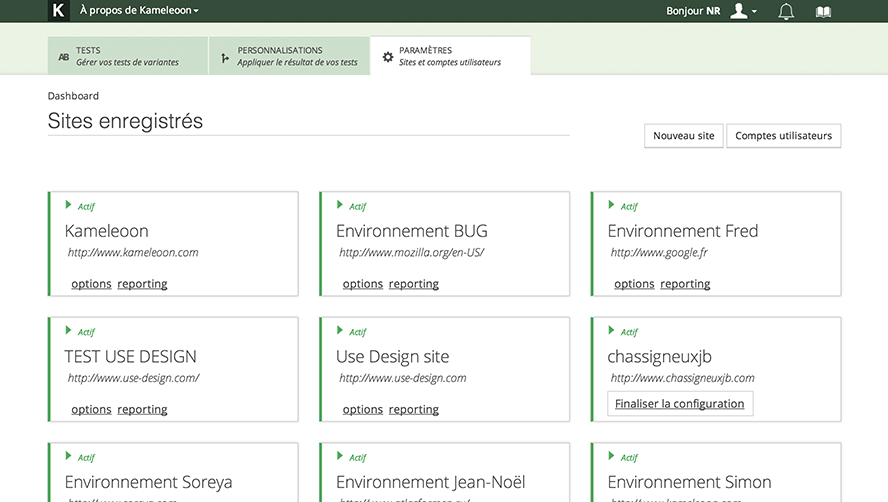 K À propos de Kameleoon
Bonjour NR
TESTS
Gérer vos tests de variantes
PERSONNALISATIONS
Appliquer le résultat de vos tests
PARAMÈTRES
Sites et comptes utilisateurs
Dashboard
Sites enregistrés
Nouveau site
Comptes utilisateurs
Actif
Kameleoon
http://www.kameleoon.com
options reporting
Actif
Environnement BUG
http://www.mozilla.org/en-US/
options reporting
Actif
Environnement Fred
http://www.google.fr
options reporting
Actif
TEST USE DESIGN
http://www.use-design.com/
options reporting
Actif
Use Design site
http://www.use-design.com
options reporting
Actif
chassigneuxjb
http://www.chassigneuxjb.com
Finaliser la configuration
Actif
Environnement Soreya
Actif
Environnement Jean-Noël
Actif
Environnement Simon